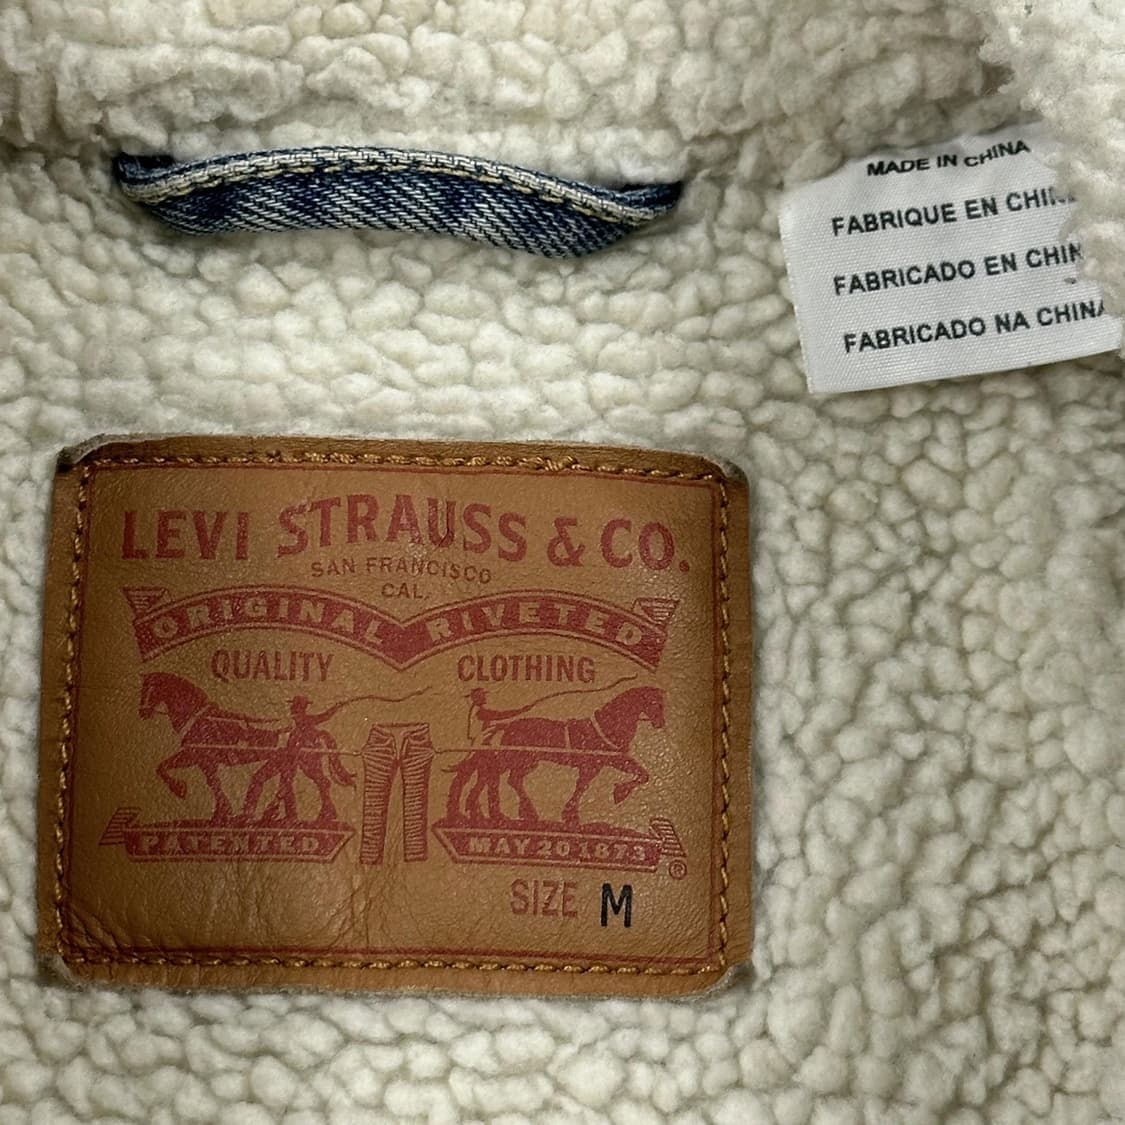 MADE IN CHINA
FABRIQUE EN CHIN
FABRICADO EN CHIN
FABRICADO NA CHINA
LEVI STRAUSS & CO.
SAN FRANCISCO
CAL.
ORIGINAL RIVETED
QUALITY CLOTHING
PATENTED MAY 20 1873
®
SIZE M